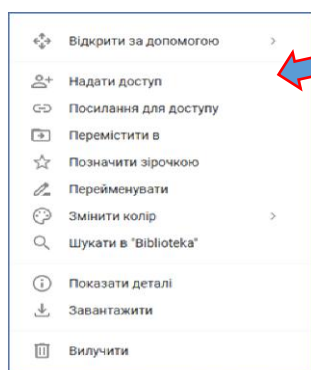 Відкрити за допомогою
Надати доступ
Посилання для доступу
Перемістити в
Позначити зірочкою
Перейменувати
Змінити колір
Шукати в "Biblioteka"
Показати деталі
Завантажити
Вилучити